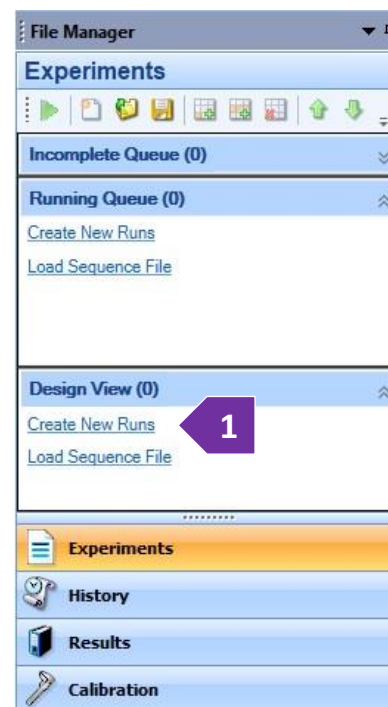 File Manager
Experiments
Incomplete Queue (0)
Running Queue (0)
Create New Runs
Load Sequence File
Design View (0)
Create New Runs
1
Load Sequence File
Experiments
History
Results
Calibration